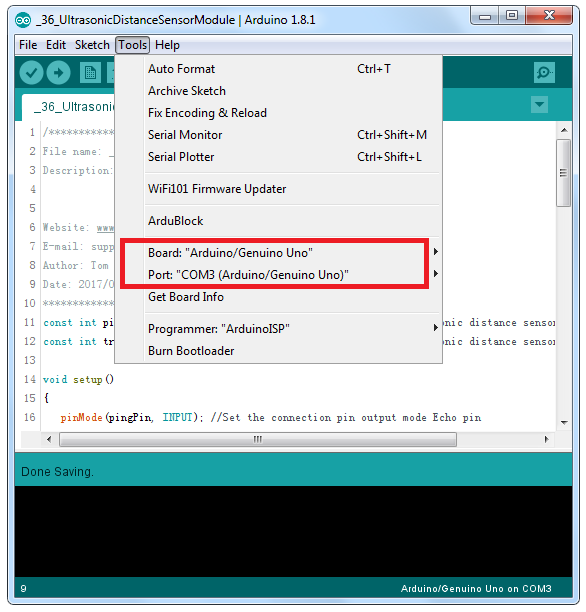 _36_UltrasonicDistanceSensorModule | Arduino 1.8.1
File Edit Sketch Tools Help
_36_Ultrasonic
Auto Format Ctrl+T
Archive Sketch
Fix Encoding & Reload
Serial Monitor Ctrl+Shift+M
Serial Plotter Ctrl+Shift+L
WiFi101 Firmware Updater
ArduBlock
Board: "Arduino/Genuino Uno"
Port: "COM3 (Arduino/Genuino Uno)"
Get Board Info
Programmer: "ArduinoISP"
Burn Bootloader
1 /************
2 File name: _
3 Description:
4
5
6 Website: www
7 E-mail: supp
8 Author: Tom
9 Date: 2017/0
10 ************
11 const int pi onic distance sensor
12 const int tr onic distance sensor
13
14 void setup()
15 {
16 pinMode(pingPin, INPUT); //Set the connection pin output mode Echo pin
Done Saving.
9 Arduino/Genuino Uno on COM3